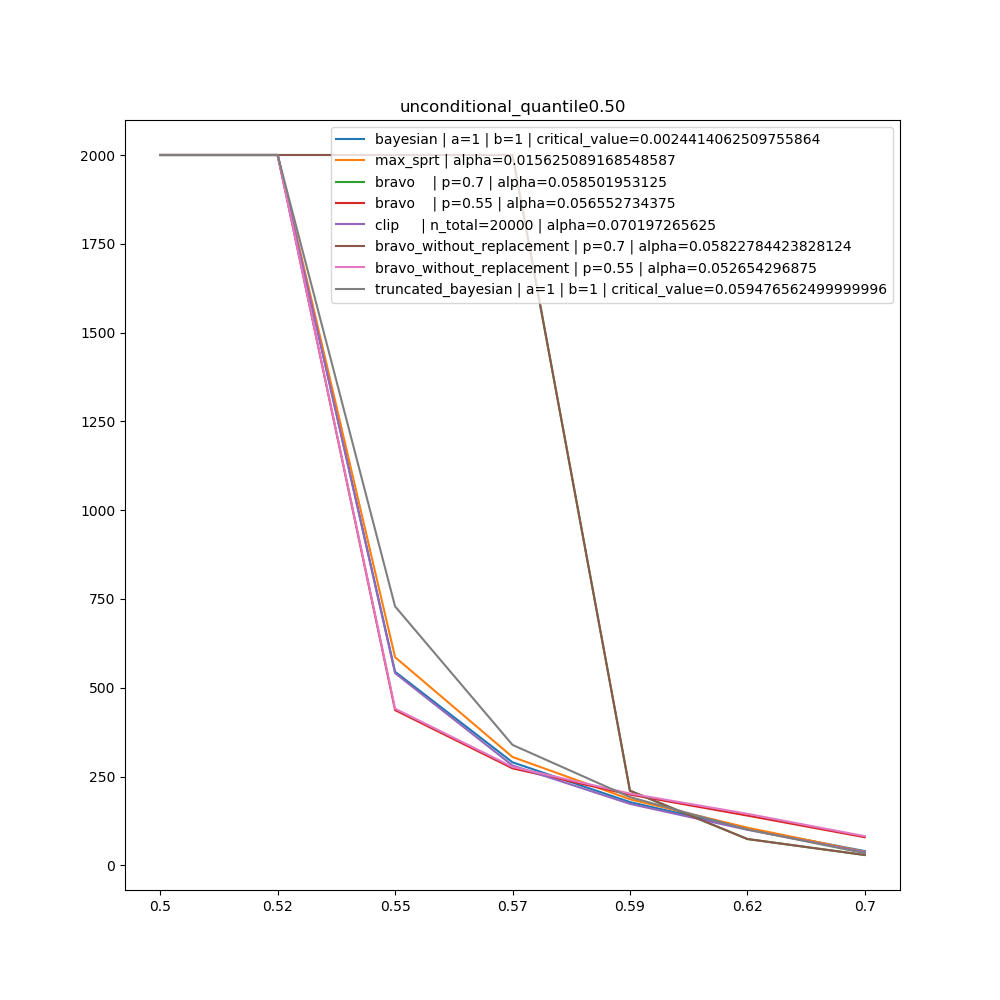 unconditional_quantile0.50
bayesian | a=1 | b=1 | critical_value=0.0024414062509755864
max_sprt | alpha=0.015625089168548587
bravo    | p=0.7 | alpha=0.058501953125
bravo    | p=0.55 | alpha=0.056552734375
clip     | n_total=20000 | alpha=0.070197265625
bravo_without_replacement | p=0.7 | alpha=0.05822784423828124
bravo_without_replacement | p=0.55 | alpha=0.052654296875
truncated_bayesian | a=1 | b=1 | critical_value=0.059476562499999996
2000
1750
1500
1250
1000
750
500
250
0
0.5 0.52 0.55 0.57 0.59 0.62 0.7